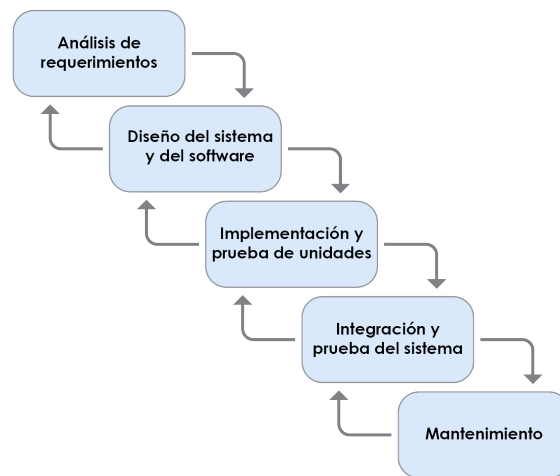 Análisis de
requerimientos
Diseño del sistema
y del software
Implementación y
prueba de unidades
Integración y
prueba del sistema
Mantenimiento